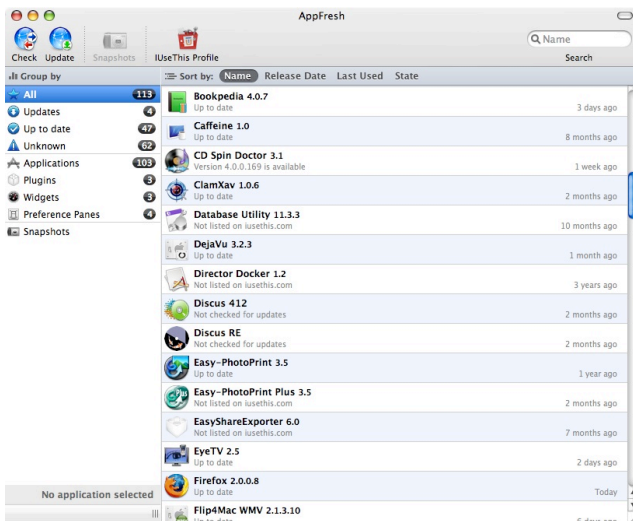 AppFresh
Check Update Snapshots IUseThis Profile
Name
Search
Group by
Sort by: Name Release Date Last Used State
All 113
Updates 4
Up to date 47
Unknown 62
Applications 103
Plugins 3
Widgets 3
Preference Panes 4
Snapshots
No application selected
Bookpedia 4.0.7
Up to date 3 days ago
Caffeine 1.0
Up to date 8 months ago
CD Spin Doctor 3.1
Version 4.0.0.169 is available 1 week ago
ClamXav 1.0.6
Up to date 2 months ago
Database Utility 11.3.3
Not listed on iusethis.com 10 months ago
DejaVu 3.2.3
Up to date 1 month ago
Director Docker 1.2
Not listed on iusethis.com 3 years ago
Discus 412
Not checked for updates 2 months ago
Discus RE
Not checked for updates 2 months ago
Easy-PhotoPrint 3.5
Up to date 1 year ago
Easy-PhotoPrint Plus 3.5
Not listed on iusethis.com 2 months ago
EasyShareExporter 6.0
Not listed on iusethis.com 7 months ago
EyeTV 2.5
Up to date 2 days ago
Firefox 2.0.0.8
Up to date Today
Flip4Mac WMV 2.1.3.10
Up to date 6 days ago